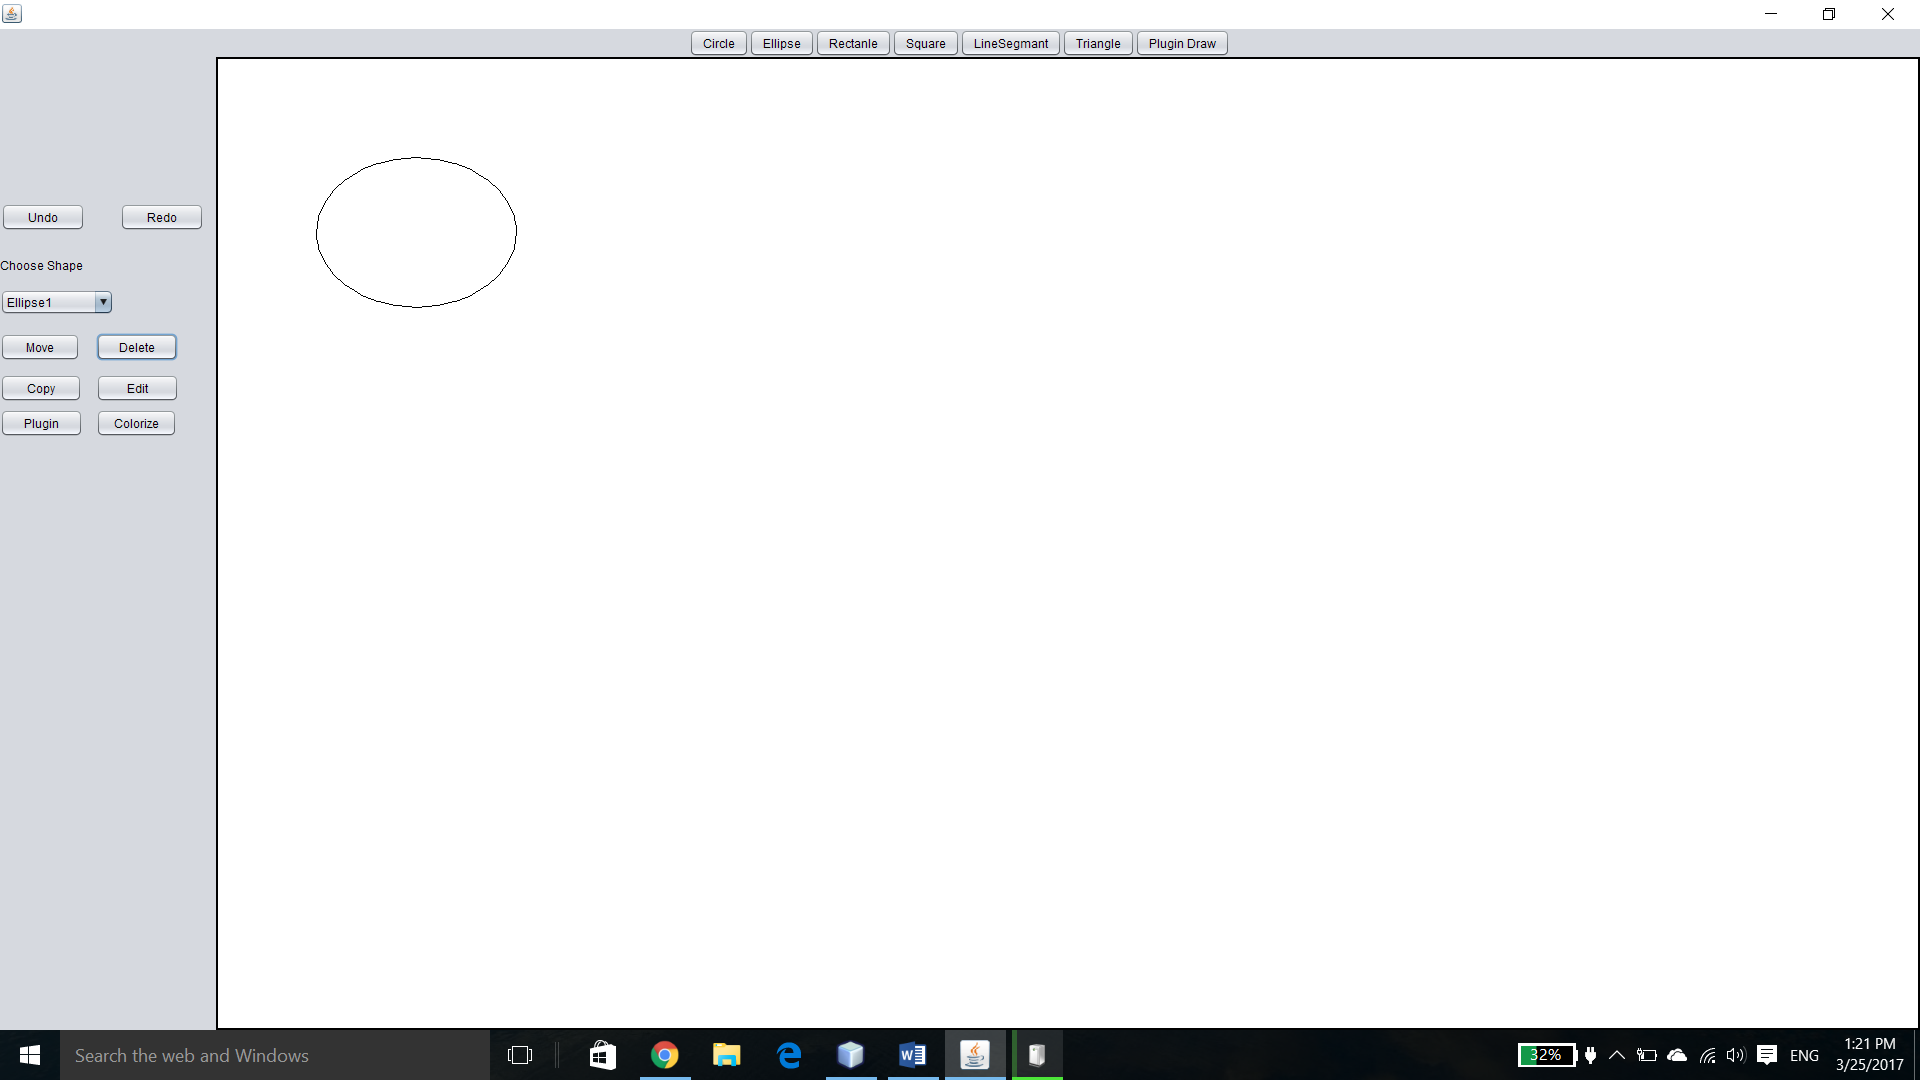 Circle Ellipse Rectanle Square LineSegmant Triangle Plugin Draw
Undo Redo
Choose Shape
Ellipse1
Move Delete
Copy Edit
Plugin Colorize
Search the web and Windows
32% ENG 1:21 PM
3/25/2017